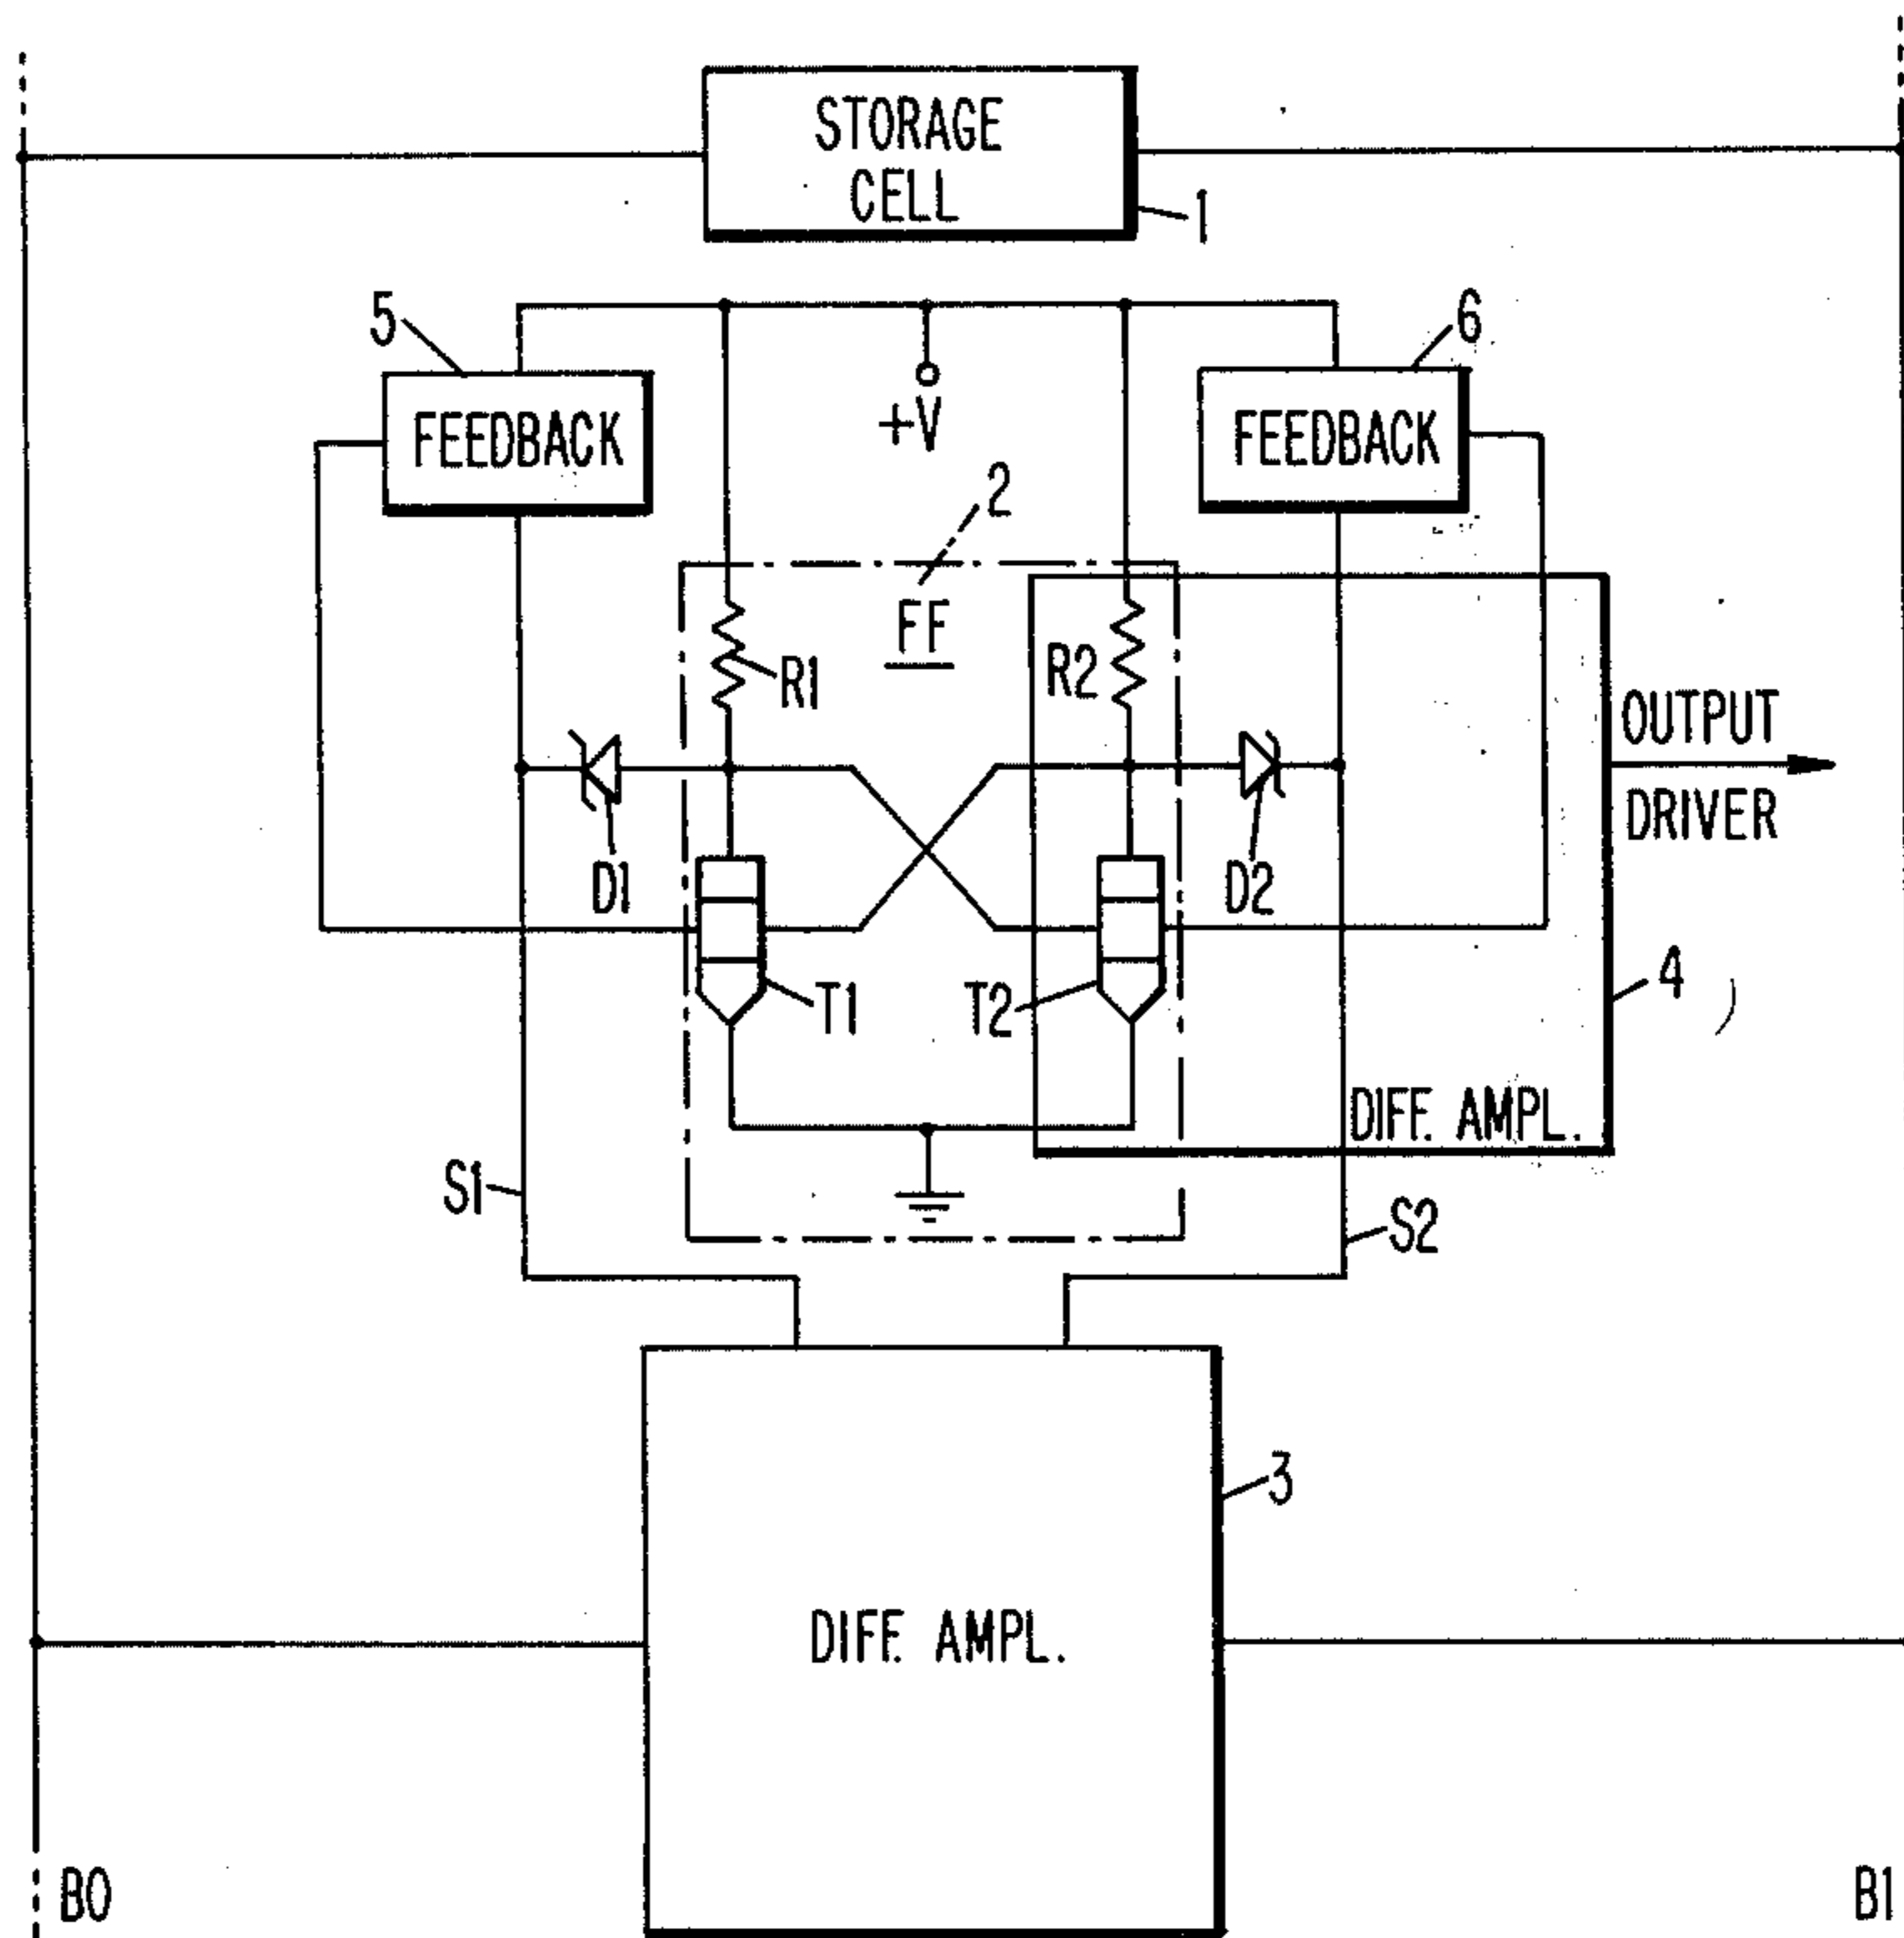 STORAGE
CELL
1
5
6
FEEDBACK
+V
FEEDBACK
2
FF
R1
R2
OUTPUT
DRIVER
D1
D2
T1
T2
4
DIFF. AMPL.
S1
S2
3
DIFF. AMPL.
B0
B1